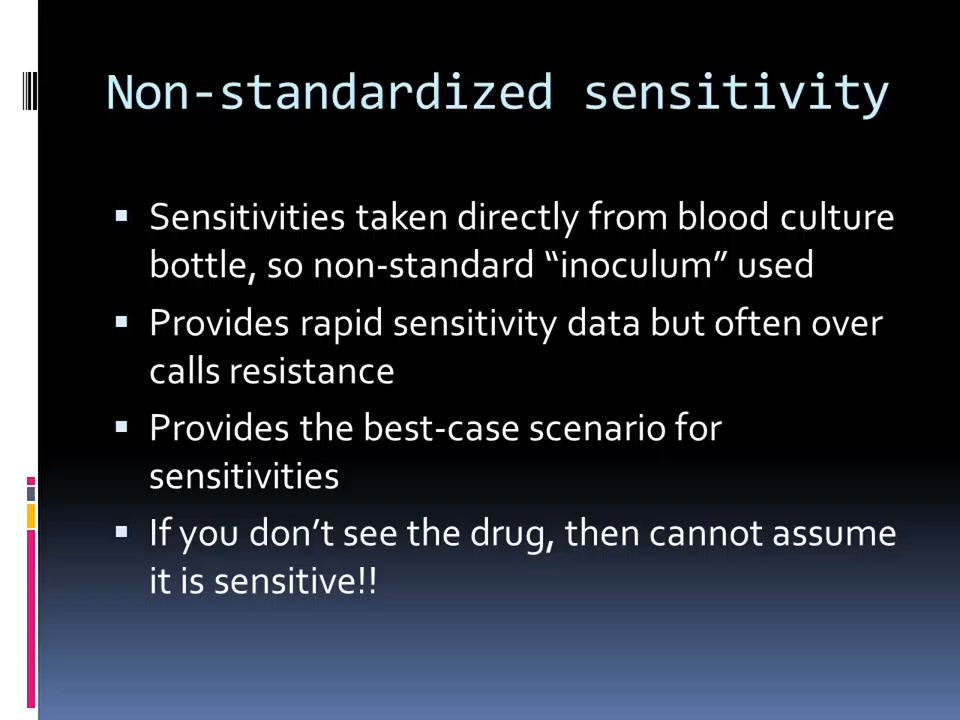 Non-standardized sensitivity
▪ Sensitivities taken directly from blood culture
bottle, so non-standard “inoculum” used
▪ Provides rapid sensitivity data but often over
calls resistance
▪ Provides the best-case scenario for
sensitivities
▪ If you don’t see the drug, then cannot assume
it is sensitive!!